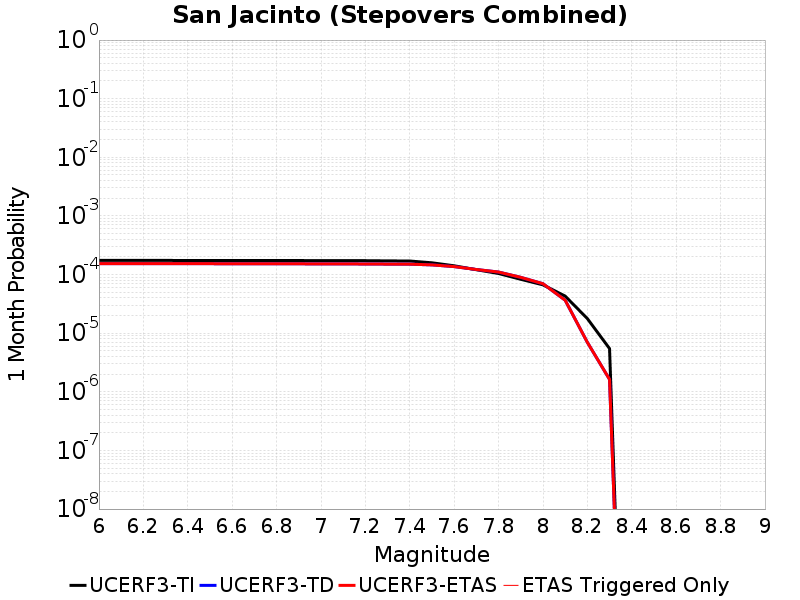 San Jacinto (Stepovers Combined)
10^0
10^-1
10^-2
10^-3
10^-4
10^-5
10^-6
10^-7
10^-8
1 Month Probability
6 6.2 6.4 6.6 6.8 7 7.2 7.4 7.6 7.8 8 8.2 8.4 8.6 8.8 9
Magnitude
UCERF3-TI UCERF3-TD UCERF3-ETAS ETAS Triggered Only